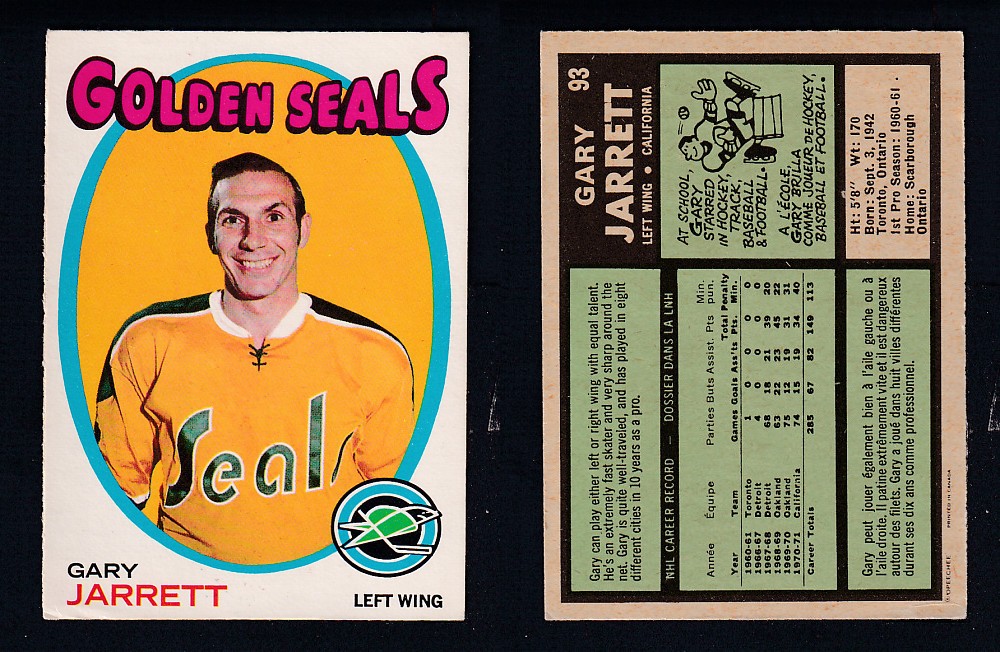 GOLDEN SEALS
Seals
GARY
JARRETT
LEFT WING
93
GARY
JARRETT
LEFT WING • CALIFORNIA
AT SCHOOL,
GARY
STARRED
IN HOCKEY,
TRACK,
BASEBALL
& FOOTBALL.
A L'ÉCOLE,
GARY BRILLA
COMME JOUEUR DE HOCKEY,
BASEBALL ET FOOTBALL.
Ht: 5'8" Wt: 170
Born: Sept. 3, 1942
Toronto, Ontario
1st Pro Season: 1960-61.
Home: Scarborough
Ontario
Gary can play either left or right wing with equal talent.
He's an extremely fast skater and very sharp around the
net. Gary is quite well-traveled, and has played in eight
different cities in 10 years as a pro.
NHL CAREER RECORD — DOSSIER DANS LA LNH
Année Équipe Parties Buts Assist. Pts Min. pun.
Year Team Games Goals Ass'ts Total Pts. Penalty Min.
1960-61 Toronto 1 0 0 0 0
1966-67 Detroit 4 0 0 0 0
1967-68 Detroit 68 18 21 39 20
1968-69 Oakland 63 22 23 45 22
1969-70 Oakland 75 12 19 31 31
1970-71 California 74 15 19 34 40
Career Totals 285 67 82 149 113
Gary peut jouer également bien à l'aile gauche ou à
l'aile droite. Il patine extrêmement vite et il est dangereux
autour des filets. Gary a joué dans huit villes différentes
durant ses dix ans comme professionnel.
PRINTED IN CANADA